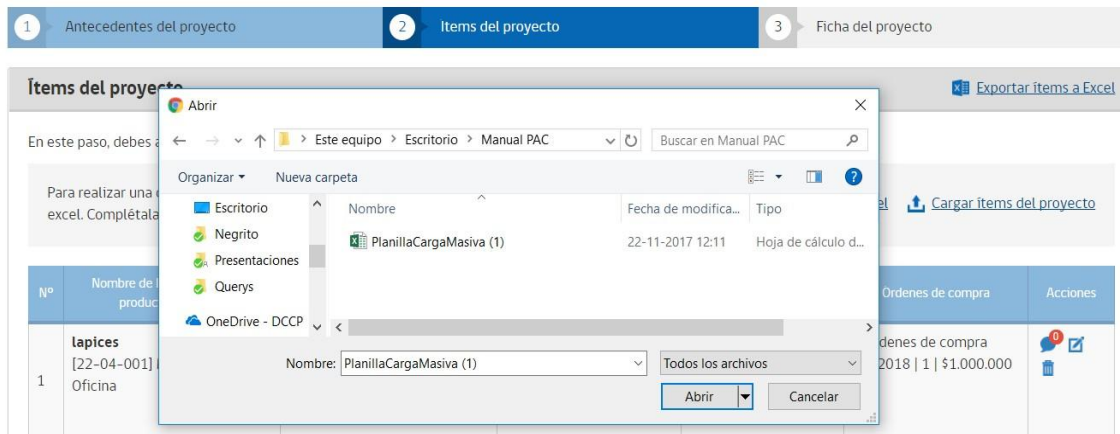 1 Antecedentes del proyecto 2 Items del proyecto 3 Ficha del proyecto
Ítems del proyecto Exportar ítems a Excel
Abrir
En este paso, debes
Este equipo > Escritorio > Manual PAC Buscar en Manual PAC
Organizar Nueva carpeta
Para realizar una
excel. Complétala
Cargar ítems del proyecto
Nombre Fecha de modifica... Tipo
Escritorio
Negrito
Presentaciones
Querys
OneDrive - DCCP
PlanillaCargaMasiva (1) 22-11-2017 12:11 Hoja de cálculo d...
Nombre: PlanillaCargaMasiva (1) Todos los archivos
Abrir Cancelar
Nº Nombre de Ordenes de compra Acciones
1 lapices
[22-04-001]
Oficina
denes de compra
2018 | 1 | $1.000.000
0